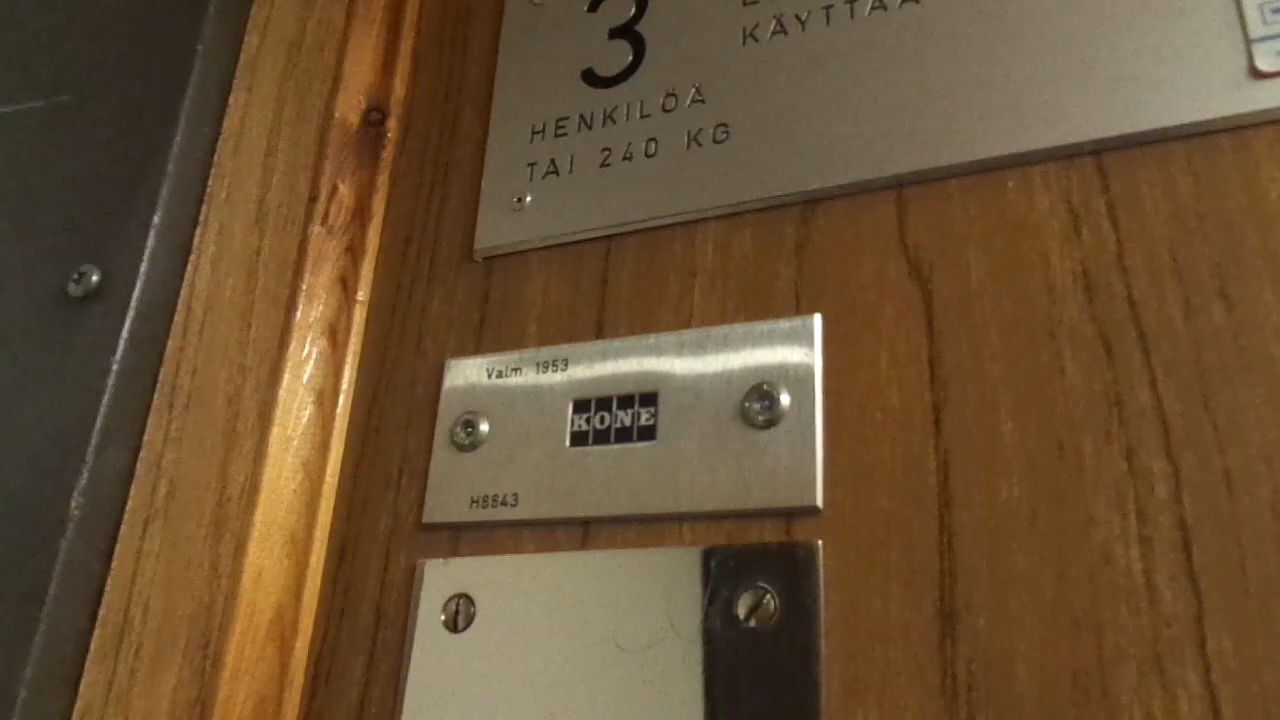 3
KÄYTTÄÄ
HENKILÖÄ
TAI 240 KG
Valm. 1953
KONE
H8843